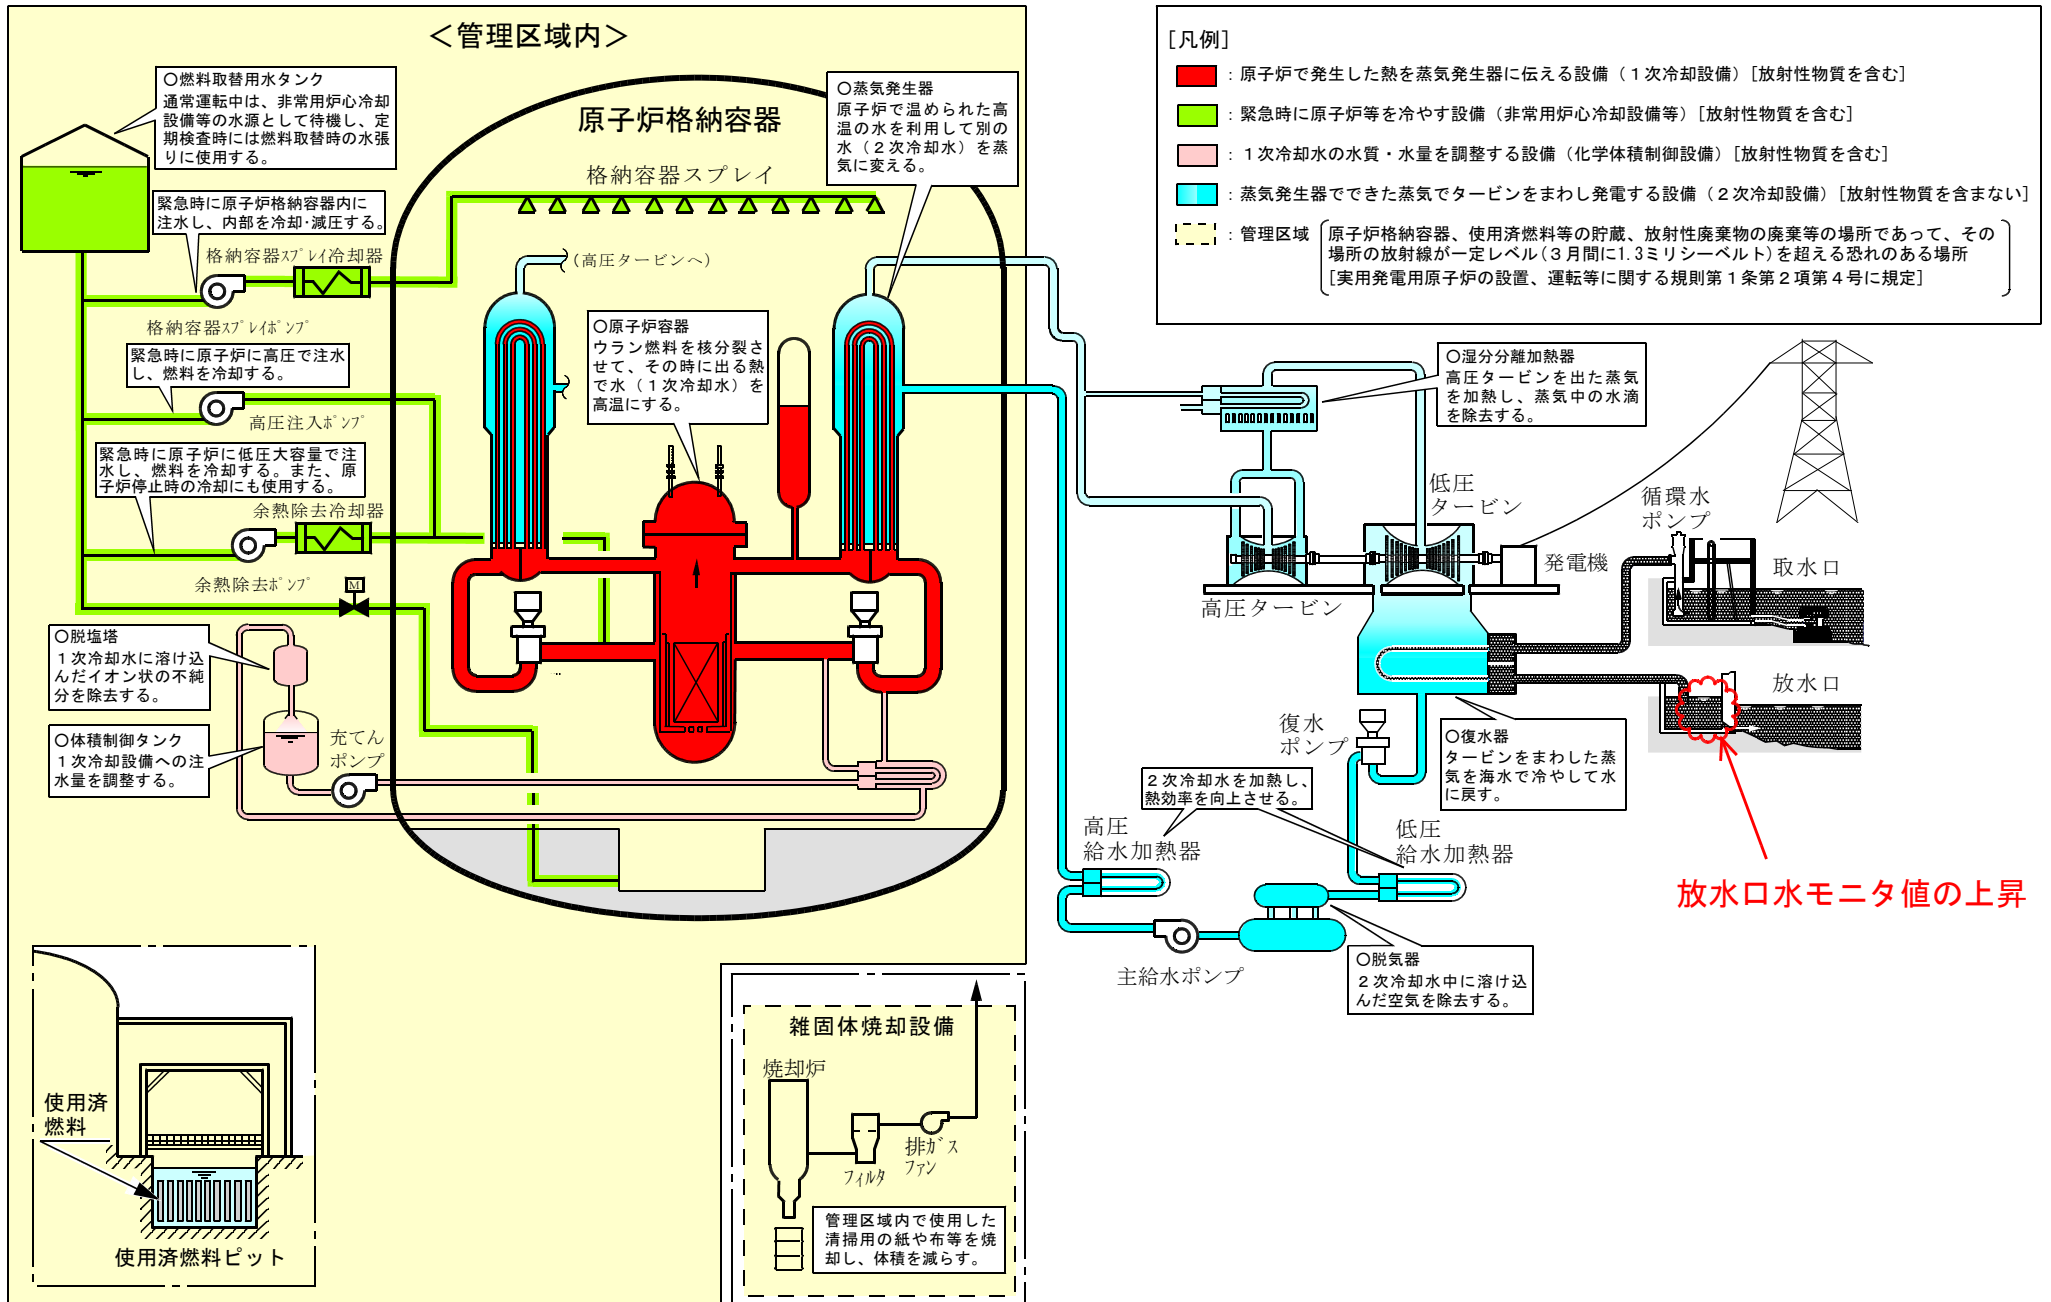 ＜管理区域内＞
○燃料取替用水タンク
通常運転中は、非常用炉心冷却
設備等の水源として待機し、定
期検査時には燃料取替時の水張
りに使用する。
緊急時に原子炉格納容器内に
注水し、内部を冷却･減圧する。
格納容器ｽﾌﾟﾚｲ冷却器
格納容器ｽﾌﾟﾚｲﾎﾟﾝﾌﾟ
緊急時に原子炉に高圧で注水
し、燃料を冷却する。
高圧注入ﾎﾟﾝﾌﾟ
緊急時に原子炉に低圧大容量で注
水し、燃料を冷却する。また、原
子炉停止時の冷却にも使用する。
余熱除去冷却器
余熱除去ﾎﾟﾝﾌﾟ
M
○脱塩塔
１次冷却水に溶け込
んだイオン状の不純
分を除去する。
○体積制御タンク
１次冷却設備への注
水量を調整する。
充てん
ポンプ
原子炉格納容器
格納容器スプレイ
（高圧タービンへ）
○蒸気発生器
原子炉で温められた高
温の水を利用して別の
水（２次冷却水）を蒸
気に変える。
○原子炉容器
ウラン燃料を核分裂さ
せて、その時に出る熱
で水（１次冷却水）を
高温にする。
[凡例]
：原子炉で発生した熱を蒸気発生器に伝える設備（１次冷却設備）[放射性物質を含む]
：緊急時に原子炉等を冷やす設備（非常用炉心冷却設備等）[放射性物質を含む]
：１次冷却水の水質・水量を調整する設備（化学体積制御設備）[放射性物質を含む]
：蒸気発生器でできた蒸気でタービンをまわし発電する設備（２次冷却設備）[放射性物質を含まない]
：管理区域 原子炉格納容器、使用済燃料等の貯蔵、放射性廃棄物の廃棄等の場所であって、その
場所の放射線が一定レベル(３月間に1.3ミリシーベルト)を超える恐れのある場所
[実用発電用原子炉の設置、運転等に関する規則第１条第２項第４号に規定]
○湿分分離加熱器
高圧タービンを出た蒸気
を加熱し、蒸気中の水滴
を除去する。
低圧
タービン
高圧タービン
発電機
循環水
ポンプ
取水口
放水口
復水
ポンプ
○復水器
タービンをまわした蒸
気を海水で冷やして水
に戻す。
２次冷却水を加熱し、
熱効率を向上させる。
高圧
給水加熱器
低圧
給水加熱器
放水口水モニタ値の上昇
主給水ポンプ
○脱気器
２次冷却水中に溶け込
んだ空気を除去する。
使用済
燃料
使用済燃料ピット
雑固体焼却設備
焼却炉
フィルタ
排ｶﾞｽ
ファン
管理区域内で使用した
清掃用の紙や布等を焼
却し、体積を減らす。